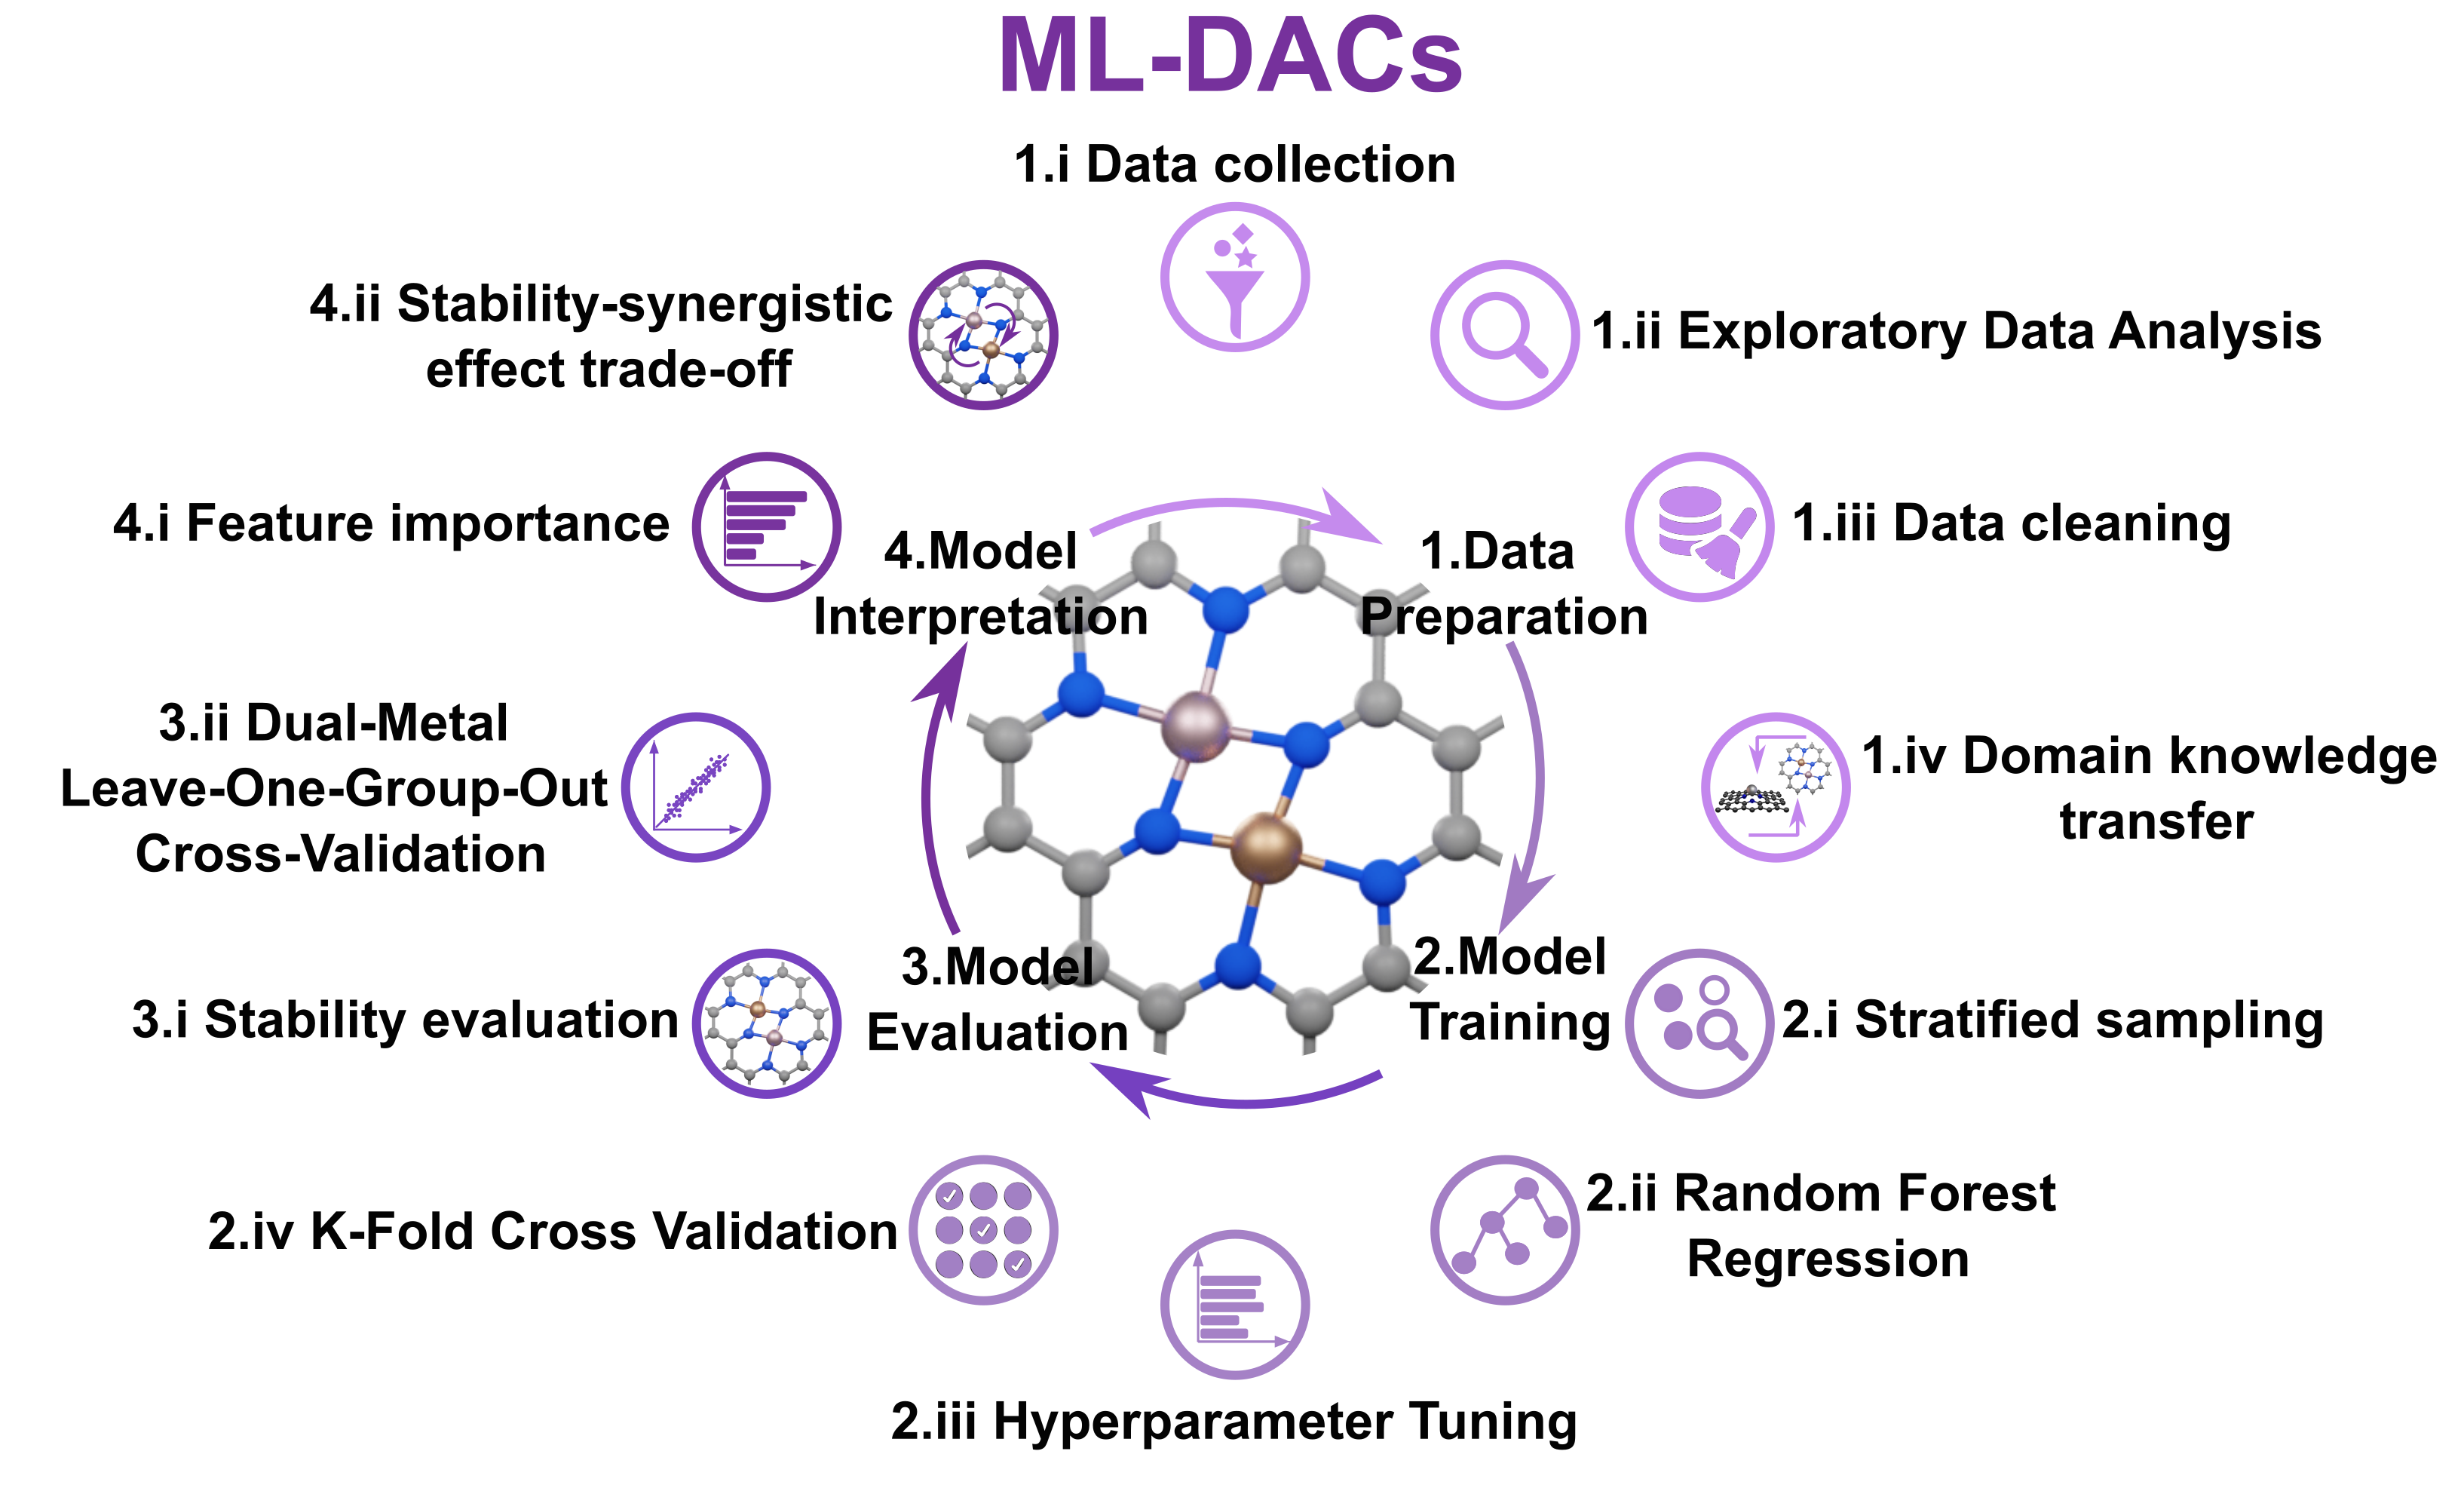 ML-DACs
1.i Data collection
1.ii Exploratory Data Analysis
1.iii Data cleaning
1.iv Domain knowledge
transfer
2.i Stratified sampling
2.ii Random Forest
Regression
2.iii Hyperparameter Tuning
2.iv K-Fold Cross Validation
3.i Stability evaluation
3.ii Dual-Metal
Leave-One-Group-Out
Cross-Validation
4.i Feature importance
4.ii Stability-synergistic
effect trade-off
1.Data
Preparation
2.Model
Training
3.Model
Evaluation
4.Model
Interpretation